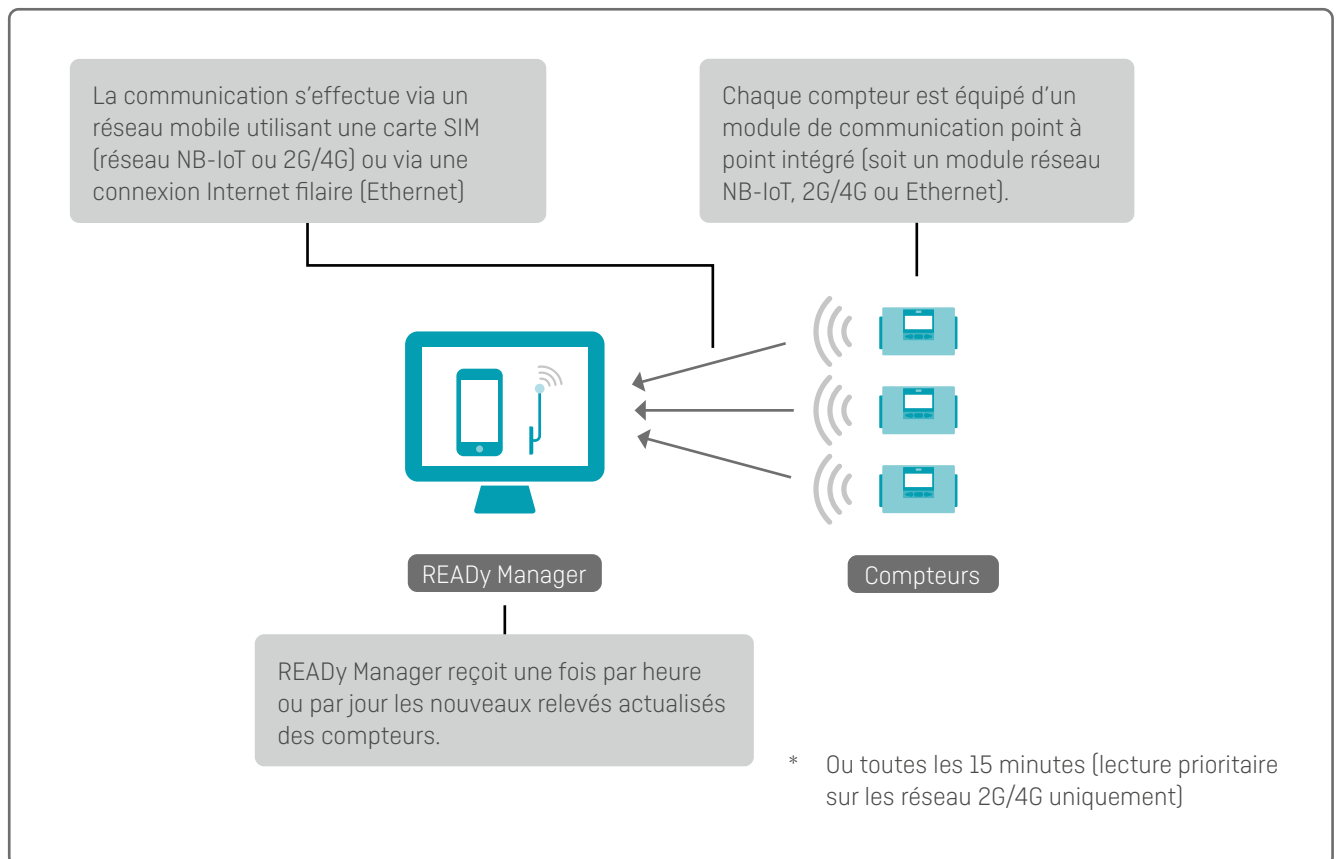 La communication s’effectue via un
réseau mobile utilisant une carte SIM
(réseau NB-IoT ou 2G/4G) ou via une
connexion Internet filaire (Ethernet)
Chaque compteur est équipé d’un
module de communication point à
point intégré (soit un module réseau
NB-IoT, 2G/4G ou Ethernet).
READy Manager
Compteurs
READy Manager reçoit une fois par heure
ou par jour les nouveaux relevés actualisés
des compteurs.
* Ou toutes les 15 minutes (lecture prioritaire
sur les réseau 2G/4G uniquement)